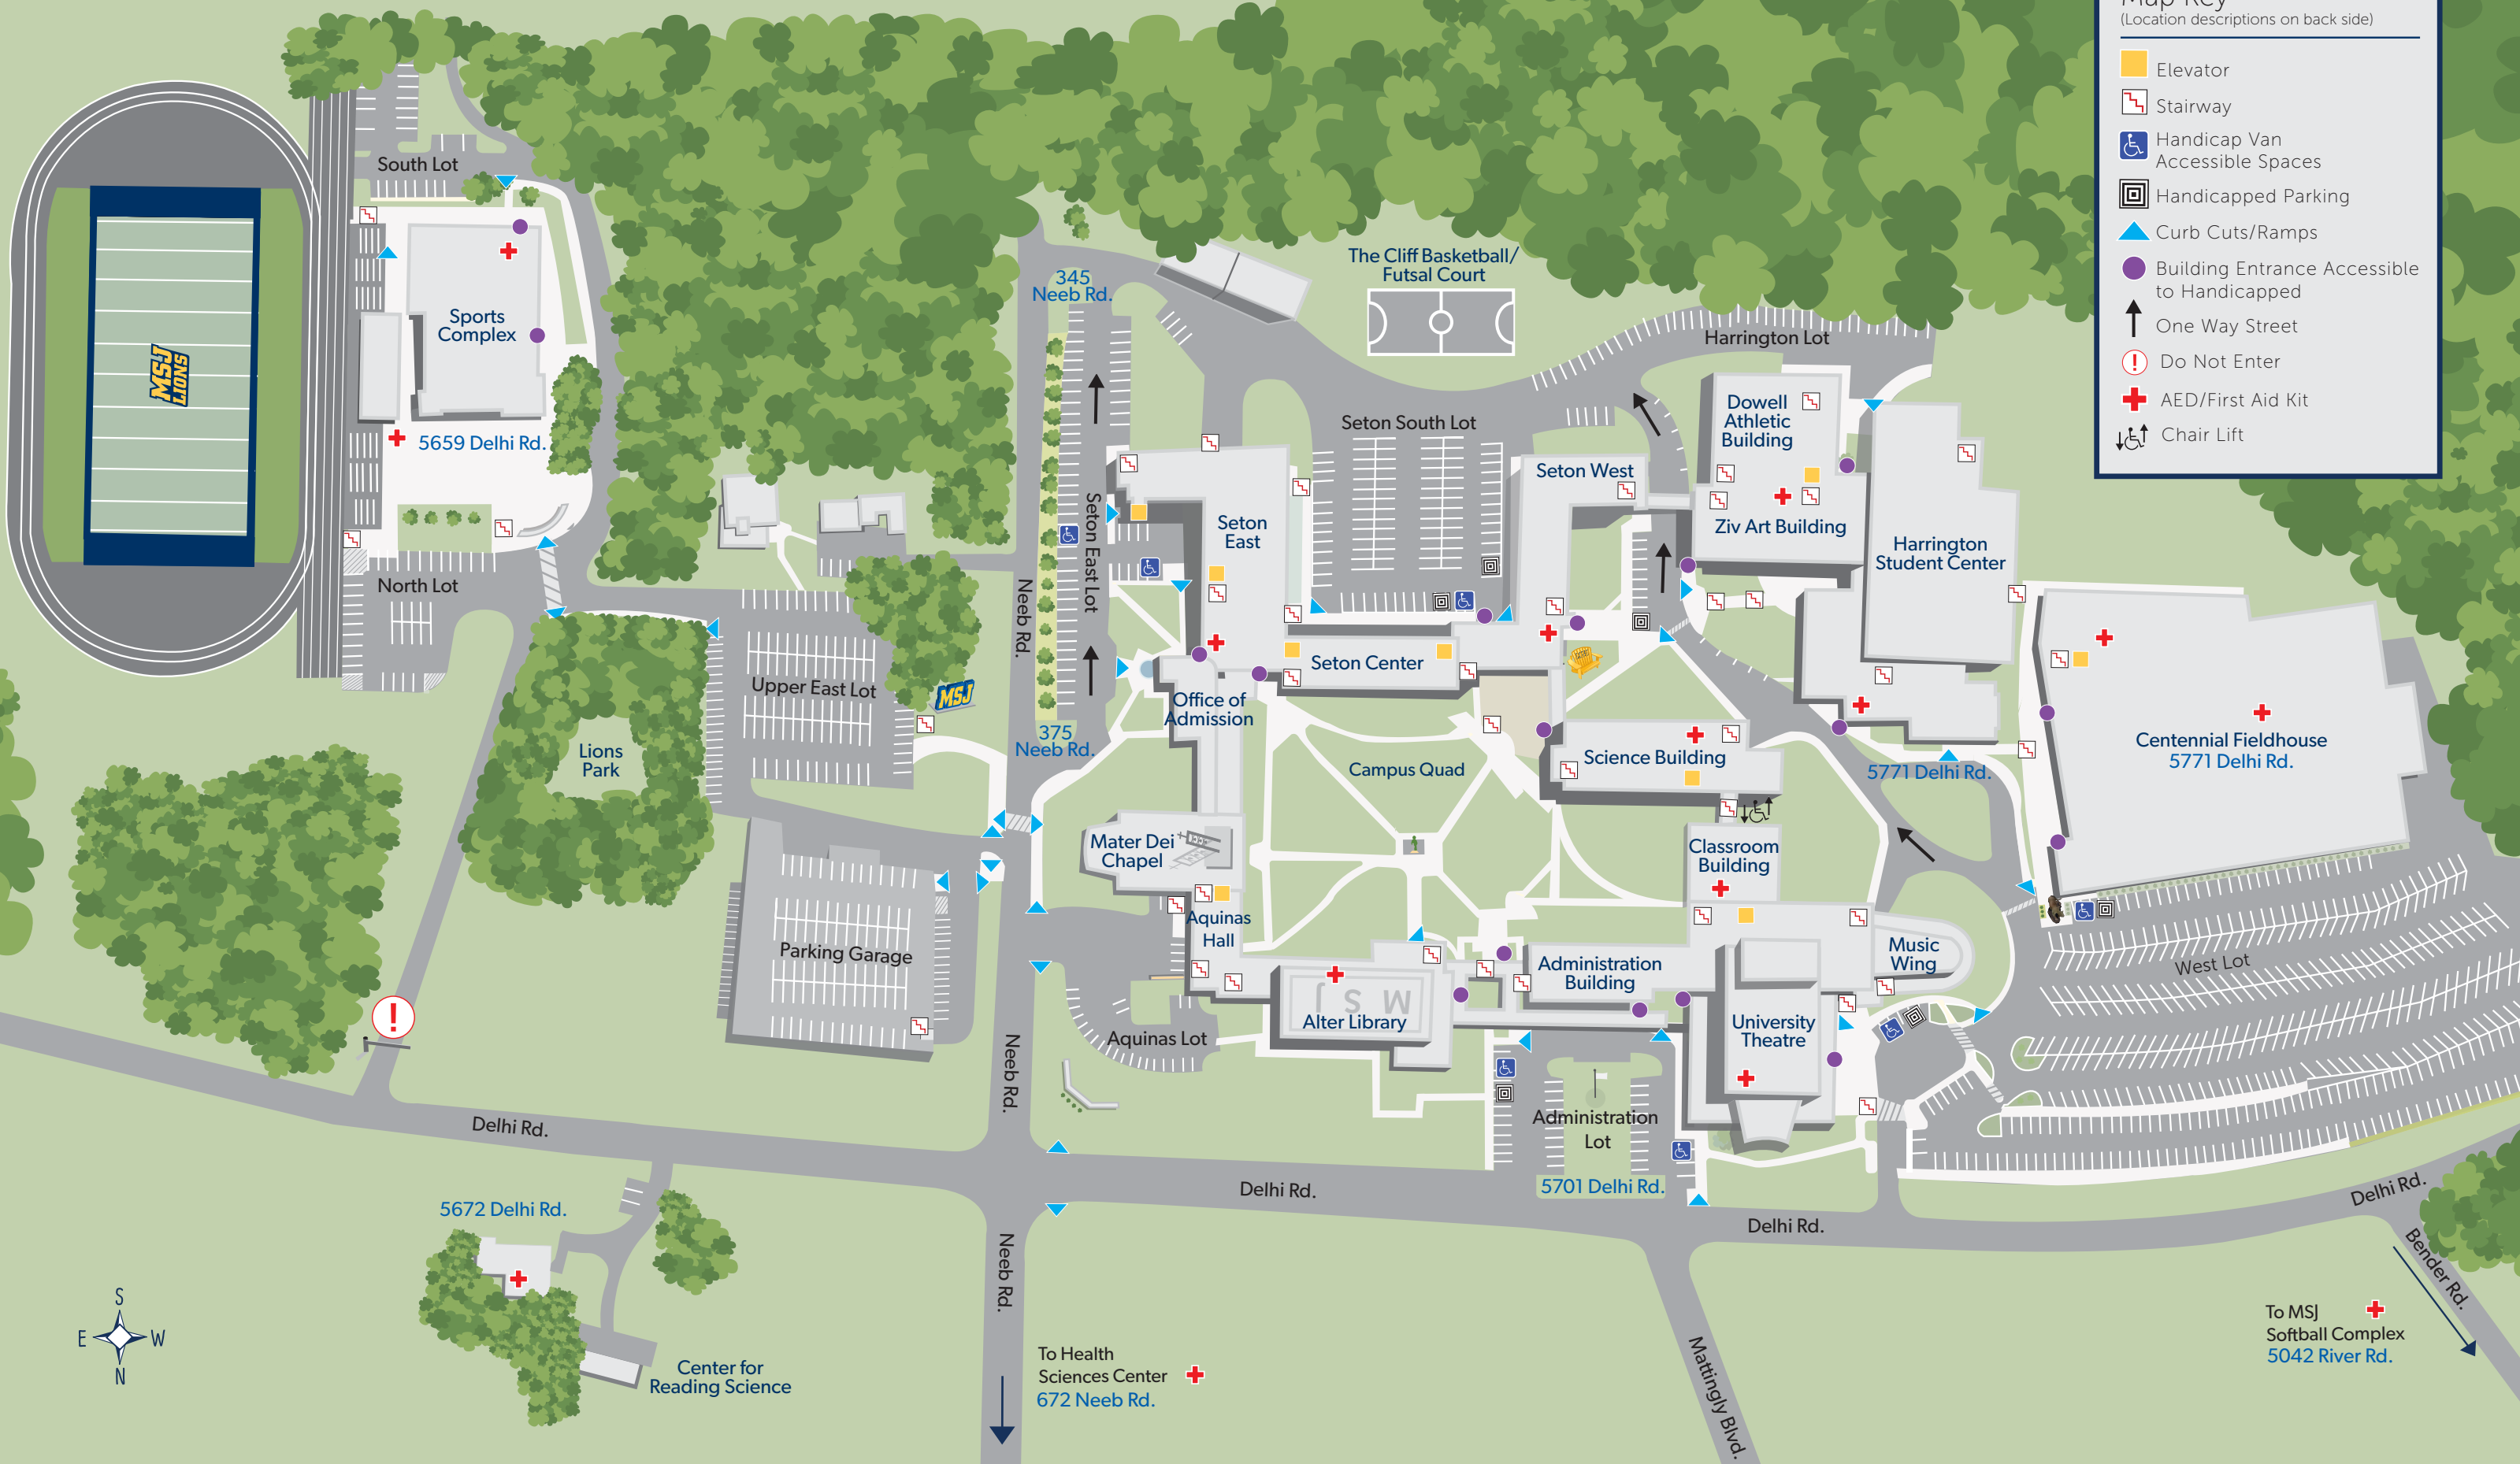 Map Key
(Location descriptions on back side)
Elevator
Stairway
Handicap Van
Accessible Spaces
Handicapped Parking
Curb Cuts/Ramps
Building Entrance Accessible
to Handicapped
One Way Street
! Do Not Enter
AED/First Aid Kit
Chair Lift
South Lot
Sports
Complex
MSJ
LIONS
5659 Delhi Rd.
North Lot
The Cliff Basketball/
Futsal Court
345
Neeb Rd.
Harrington Lot
Seton South Lot
Dowell
Athletic
Building
Seton West
Seton East Lot
Seton
East
Ziv Art Building
Harrington
Student Center
Neeb Rd.
Seton Center
Upper East Lot
MSJ
Office of
Admission
375
Neeb Rd.
Lions
Park
Campus Quad
Science Building
5771 Delhi Rd.
Centennial Fieldhouse
5771 Delhi Rd.
Mater Dei
Chapel
Classroom
Building
Parking Garage
Aquinas
Hall
Administration
Building
Music
Wing
West Lot
!
MSJ
Alter Library
University
Theatre
Aquinas Lot
Neeb Rd.
Administration
Lot
Delhi Rd.
5701 Delhi Rd.
Delhi Rd.
Delhi Rd.
Delhi Rd.
5672 Delhi Rd.
Neeb Rd.
Bender Rd.
S
E
W
N
Center for
Reading Science
To Health
Sciences Center
672 Neeb Rd.
Mattingly Blvd.
To MSJ
Softball Complex
5042 River Rd.